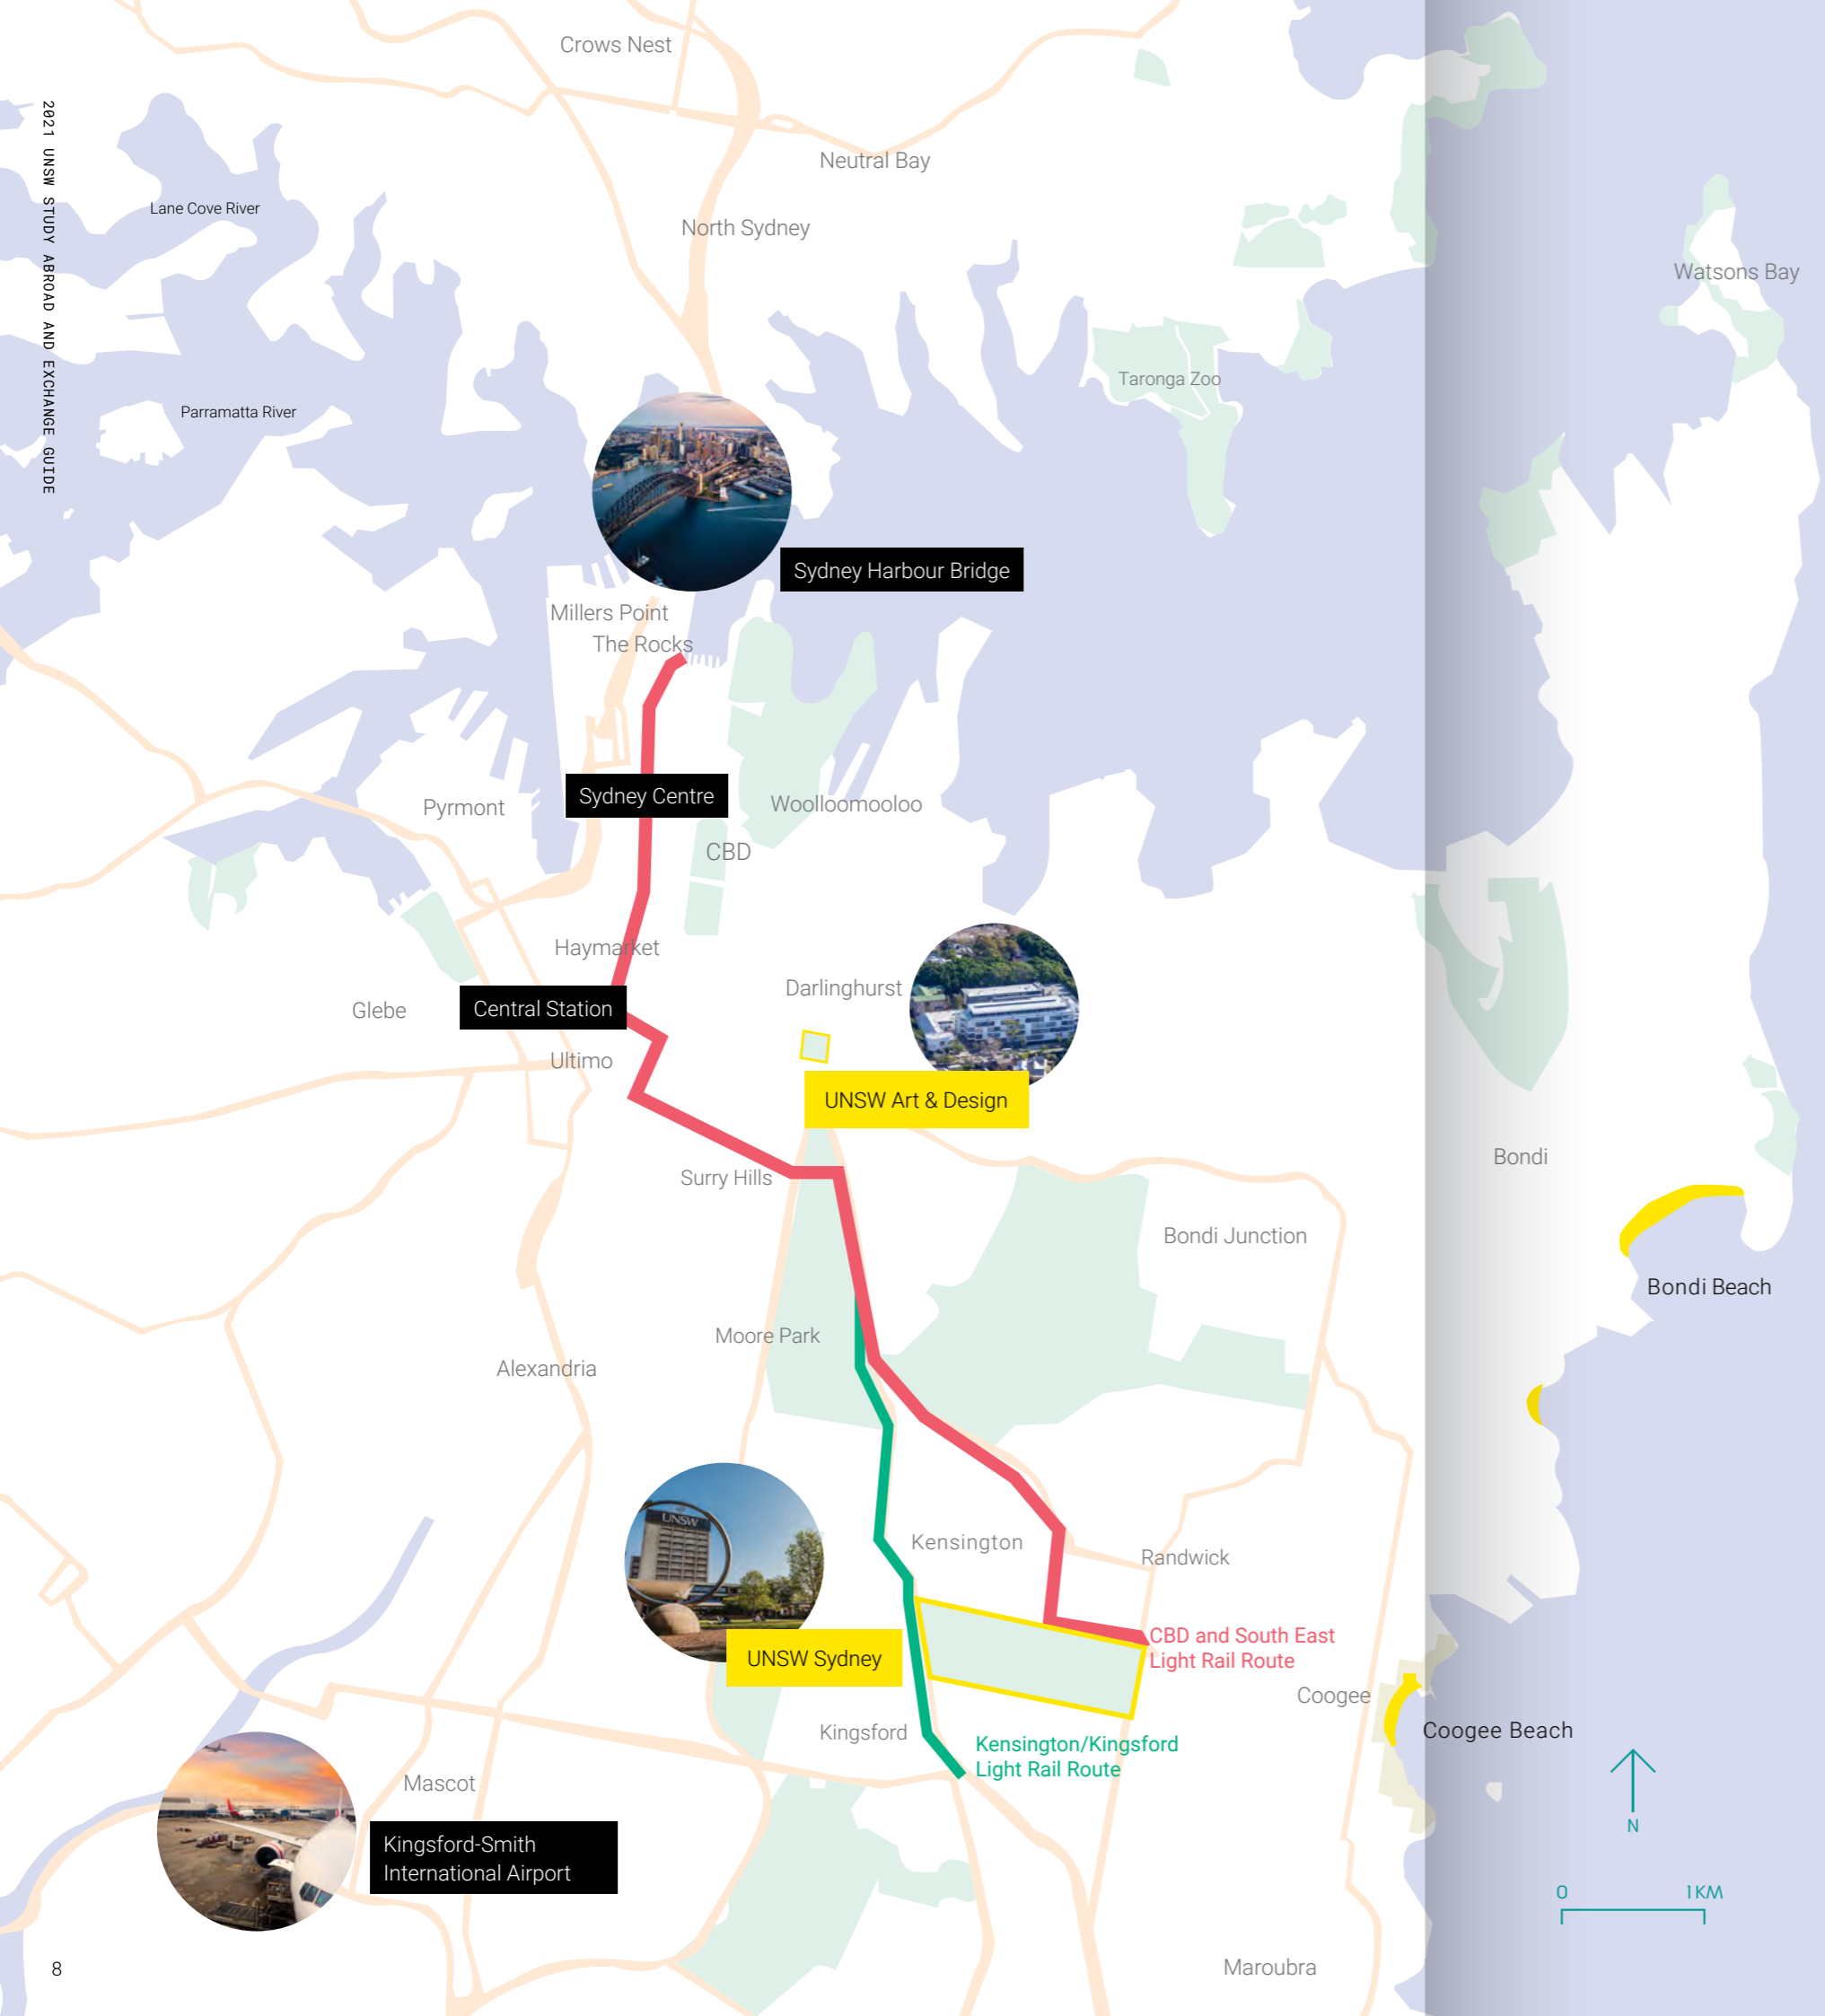 2021 UNSW STUDY ABROAD AND EXCHANGE GUIDE
Crows Nest
Neutral Bay
Lane Cove River
North Sydney
Watsons Bay
Taronga Zoo
Parramatta River
Sydney Harbour Bridge
Millers Point
The Rocks
Sydney Centre
Pyrmont
Woolloomooloo
CBD
Haymarket
Darlinghurst
Central Station
Glebe
Ultimo
UNSW Art & Design
Surry Hills
Bondi
Bondi Junction
Bondi Beach
Moore Park
Alexandria
UNSW
Kensington
Randwick
CBD and South East
Light Rail Route
UNSW Sydney
Coogee
Coogee Beach
Kingsford
Kensington/Kingsford
Light Rail Route
Mascot
N
Kingsford-Smith
International Airport
0 1KM
Maroubra
8